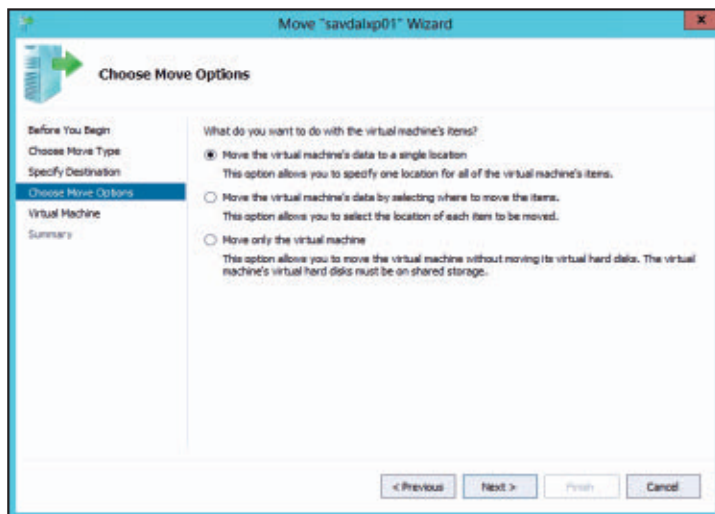 Move "savdalxp01" Wizard
x
Choose Move Options
Before You Begin
Choose Move Type
Specify Destination
Choose Move Options
Virtual Machine
Summary
What do you want to do with the virtual machine's items?
Move the virtual machine's data to a single location
This option allows you to specify one location for all of the virtual machine's items.
Move the virtual machine's data by selecting where to move the items.
This option allows you to select the location of each item to be moved.
Move only the virtual machine
This option allows you to move the virtual machine without moving its virtual hard disks. The virtual
machine's virtual hard disks must be on shared storage.
< Previous
Next >
Finish
Cancel